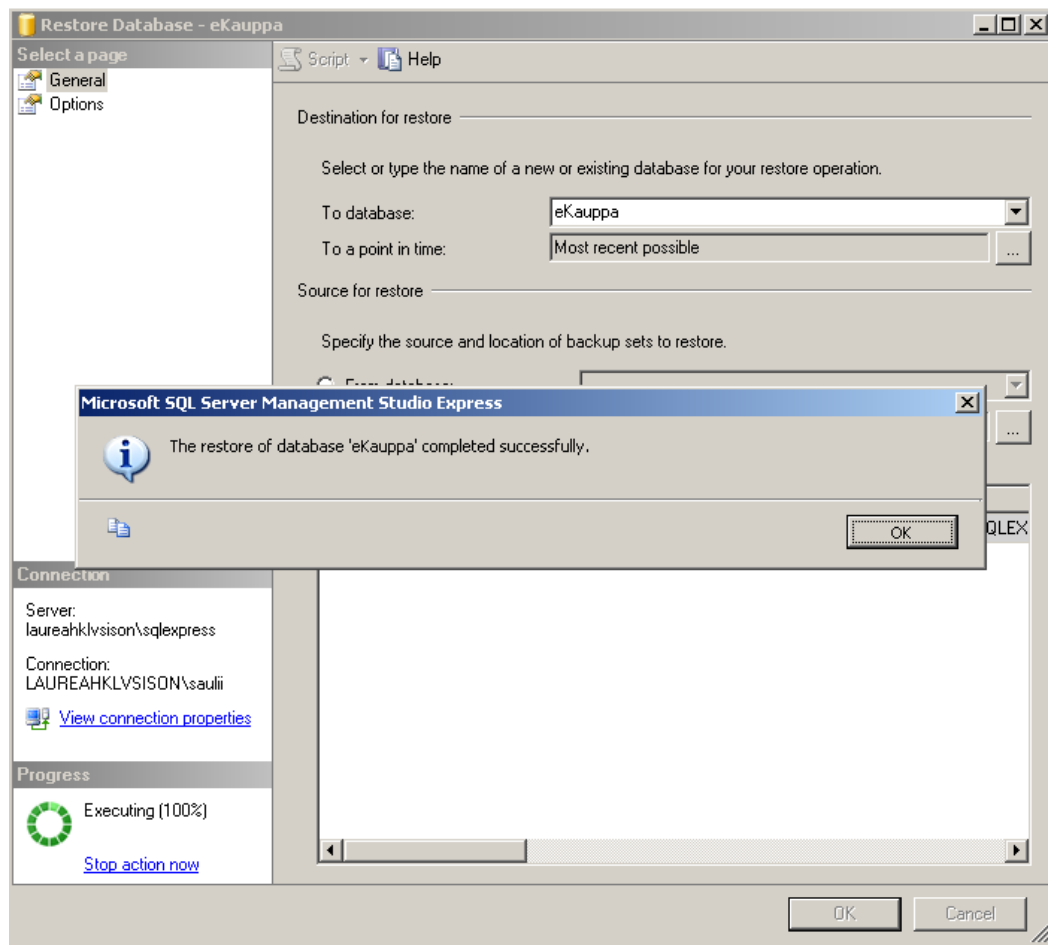 Restore Database - eKauppa
Select a page
General
Options
Script
Help
Destination for restore
Select or type the name of a new or existing database for your restore operation.
To database:
eKauppa
To a point in time:
Most recent possible
...
Source for restore
Specify the source and location of backup sets to restore.
From database:
...
Microsoft SQL Server Management Studio Express
The restore of database 'eKauppa' completed successfully.
OK
QLEX
Connection
Server:
laureahklvsison\sqlexpress
Connection:
LAUREAHKLVSISON\saulii
View connection properties
Progress
Executing (100%)
Stop action now
OK
Cancel